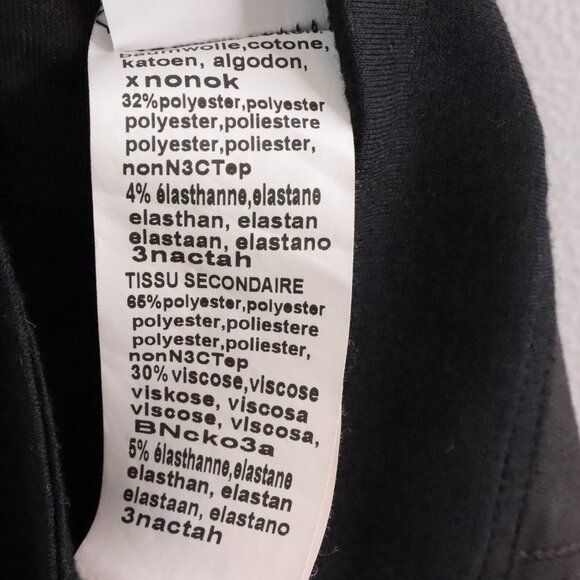 baumwolle,cotone,
katoen, algodon,
xnonok
32%polyester,polyester
polyester,poliestere
polyester,poliester,
nonN3CTep
4% élasthanne,elastane
elasthan, elastan
elastaan, elastano
3nactah
TISSU SECONDAIRE
65%polyester,polyester
polyester,poliestere
polyester,poliester,
nonN3CTep
30% viscose,viscose
viskose, viscosa
viscose, viscosa,
BNcko3a
5% élasthanne,elastane
elasthan, elastan
elastaan, elastano
3nactah